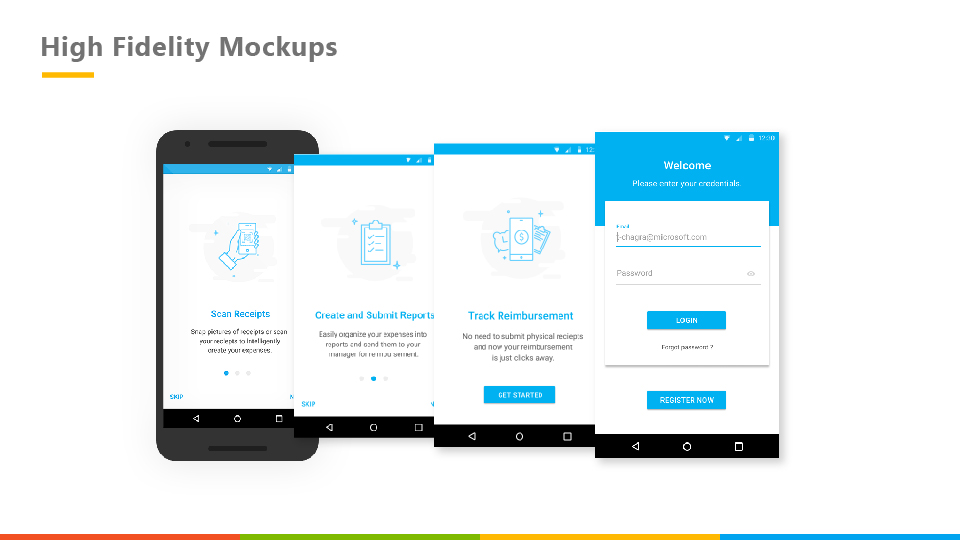 High Fidelity Mockups
Scan Receipts
Snap pictures of receipts or scan
your reciepts to intelligently
create your expenses.
SKIP
N
Create and Submit Reports
Easily organize your expenses into
reports and send them to your
manager for reimbursement.
SKIP
12:
Track Reimbursement
No need to submit physical reciepts
and now your reimbursement
is just clicks away.
GET STARTED
12:30
Welcome
Please enter your credentials.
Email
t-chagra@microsoft.com
Password
LOGIN
Forgot password ?
REGISTER NOW